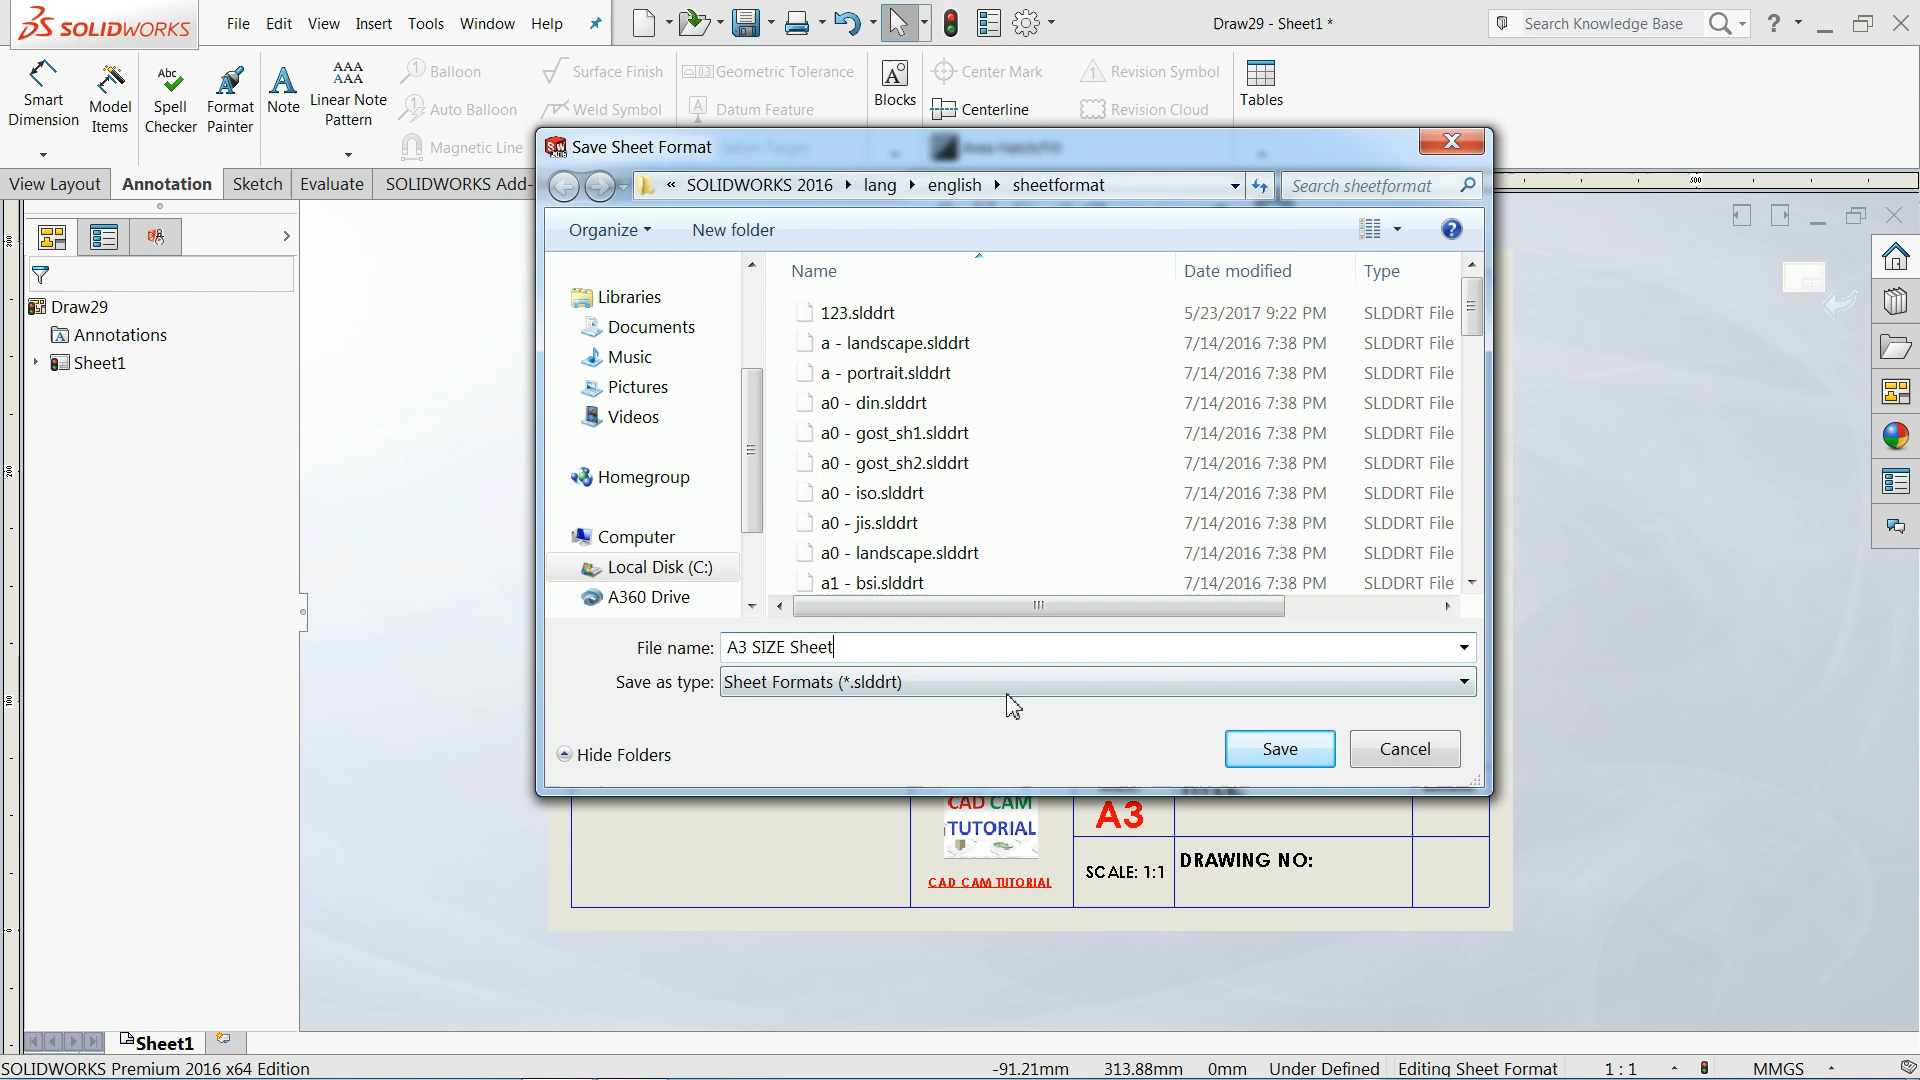 SOLIDWORKS
File Edit View Insert Tools Window Help
Draw29 - Sheet1 *
Search Knowledge Base
?
Smart Dimension
Model Items
Abc
Spell Checker
Format Painter
A
Note
AAA
AAA
Linear Note Pattern
Balloon
Auto Balloon
Magnetic Line
Surface Finish
Weld Symbol
Geometric Tolerance
Datum Feature
Blocks
Center Mark
Centerline
Area Hatch/Fill
Revision Symbol
Revision Cloud
Tables
View Layout
Annotation
Sketch
Evaluate
SOLIDWORKS Add-
Draw29
Annotations
Sheet1
Save Sheet Format
« SOLIDWORKS 2016 lang english sheetformat
Search sheetformat
Organize
New folder
Libraries
Documents
Music
Pictures
Videos
Homegroup
Computer
Local Disk (C:)
A360 Drive
Name Date modified Type
123.slddrt 5/23/2017 9:22 PM SLDDRT File
a - landscape.slddrt 7/14/2016 7:38 PM SLDDRT File
a - portrait.slddrt 7/14/2016 7:38 PM SLDDRT File
a0 - din.slddrt 7/14/2016 7:38 PM SLDDRT File
a0 - gost_sh1.slddrt 7/14/2016 7:38 PM SLDDRT File
a0 - gost_sh2.slddrt 7/14/2016 7:38 PM SLDDRT File
a0 - iso.slddrt 7/14/2016 7:38 PM SLDDRT File
a0 - jis.slddrt 7/14/2016 7:38 PM SLDDRT File
a0 - landscape.slddrt 7/14/2016 7:38 PM SLDDRT File
a1 - bsi.slddrt 7/14/2016 7:38 PM SLDDRT File
File name: A3 SIZE Sheet
Save as type: Sheet Formats (*.slddrt)
Hide Folders
Save
Cancel
CAD CAM
TUTORIAL
CAD CAM TUTORIAL
A3
SCALE: 1:1
DRAWING NO:
Sheet1
SOLIDWORKS Premium 2016 x64 Edition
-91.21mm 313.88mm 0mm Under Defined Editing Sheet Format 1 : 1 MMGS